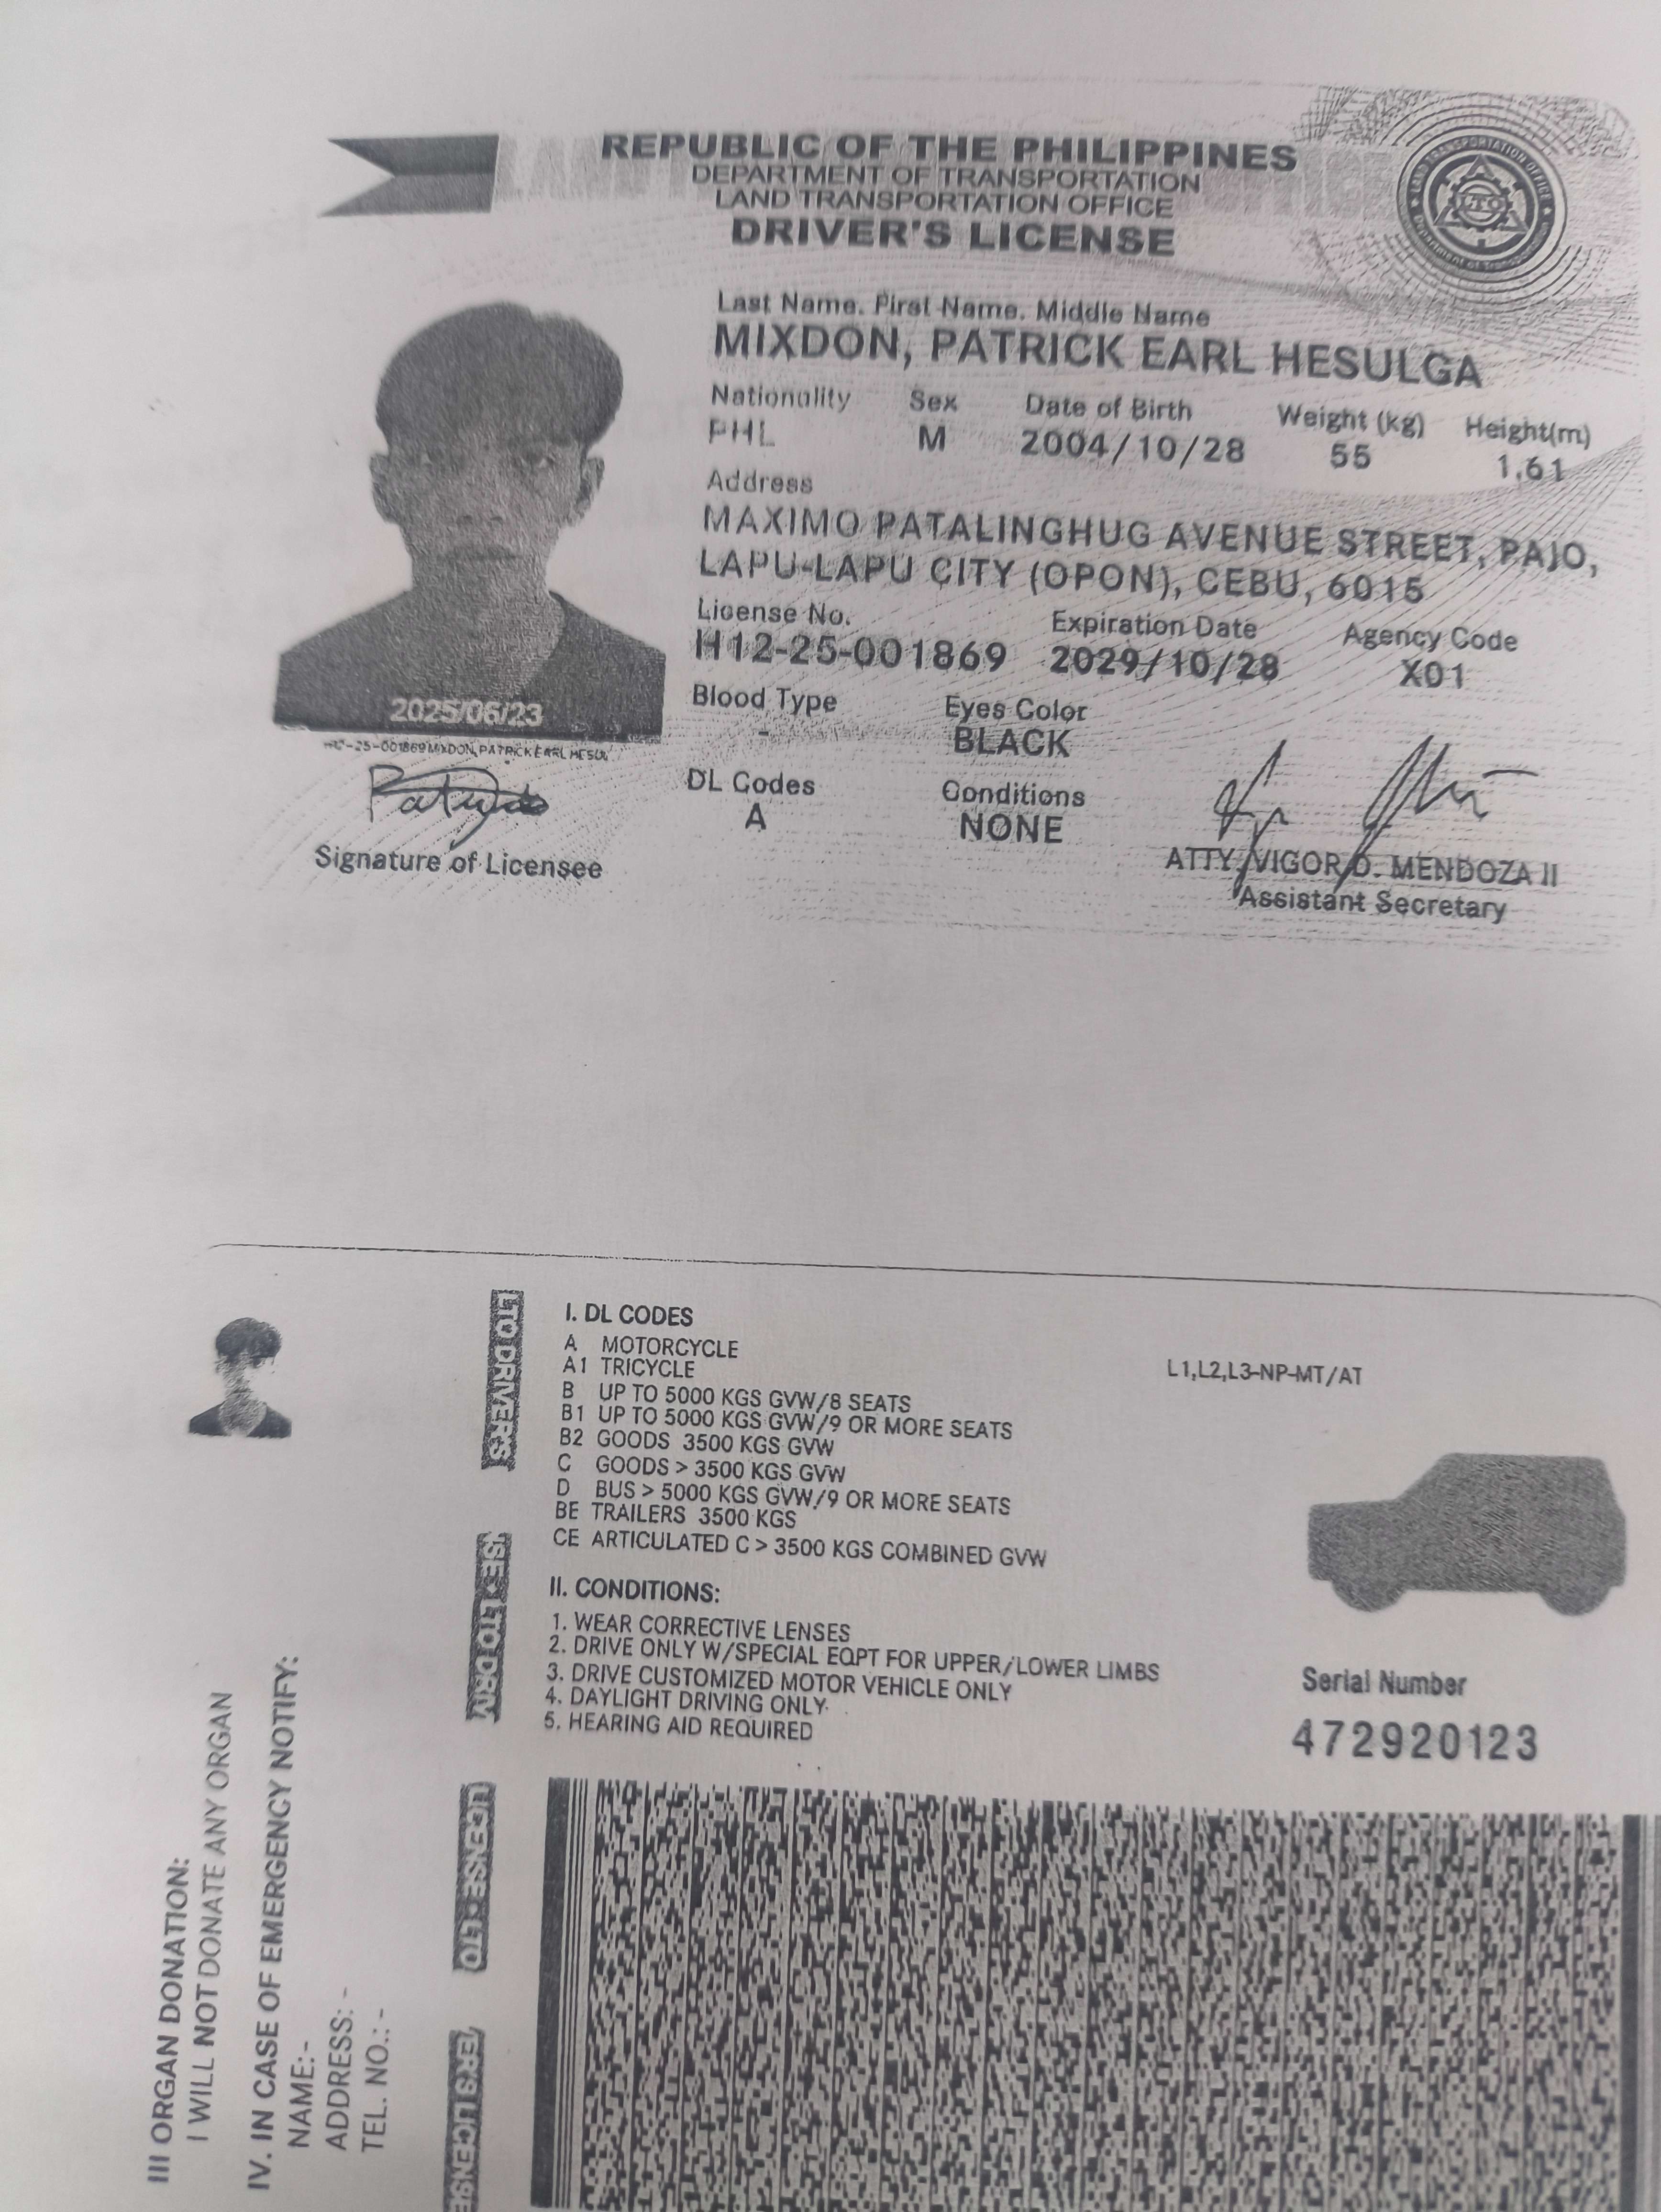 REPUBLIC OF THE PHILIPPINES
DEPARTMENT OF TRANSPORTATION
LAND TRANSPORTATION OFFICE
DRIVER'S LICENSE
LTO
Last Name. First Name. Middle Name
MIXDON, PATRICK EARL HESULGA
Nationality Sex Date of Birth Weight (kg) Height(m)
PHL M 2004/10/28 55 1.61
Address
MAXIMO PATALINGHUG AVENUE STREET, PAJO,
LAPU-LAPU CITY (OPON), CEBU, 6015
License No. Expiration Date Agency Code
H12-25-001869 2029/10/28 X01
Blood Type Eyes Color
- BLACK
DL Codes Conditions
A NONE
2025/06/23
Signature of Licensee
ATTY. VIGOR D. MENDOZA II
Assistant Secretary
I. DL CODES
A MOTORCYCLE
A1 TRICYCLE
B UP TO 5000 KGS GVW/8 SEATS
B1 UP TO 5000 KGS GVW/9 OR MORE SEATS
B2 GOODS 3500 KGS GVW
C GOODS > 3500 KGS GVW
D BUS > 5000 KGS GVW/9 OR MORE SEATS
BE TRAILERS 3500 KGS
CE ARTICULATED C > 3500 KGS COMBINED GVW
L1,L2,L3-NP-MT/AT
II. CONDITIONS:
1. WEAR CORRECTIVE LENSES
2. DRIVE ONLY W/SPECIAL EQPT FOR UPPER/LOWER LIMBS
3. DRIVE CUSTOMIZED MOTOR VEHICLE ONLY
4. DAYLIGHT DRIVING ONLY
5. HEARING AID REQUIRED
Serial Number
472920123
LTO DRIVERS
SE • LTO DRIV
LICENSE • LTO
ERS LICENSE
III ORGAN DONATION:
I WILL NOT DONATE ANY ORGAN
IV. IN CASE OF EMERGENCY NOTIFY:
NAME:-
ADDRESS: -
TEL. NO.: -